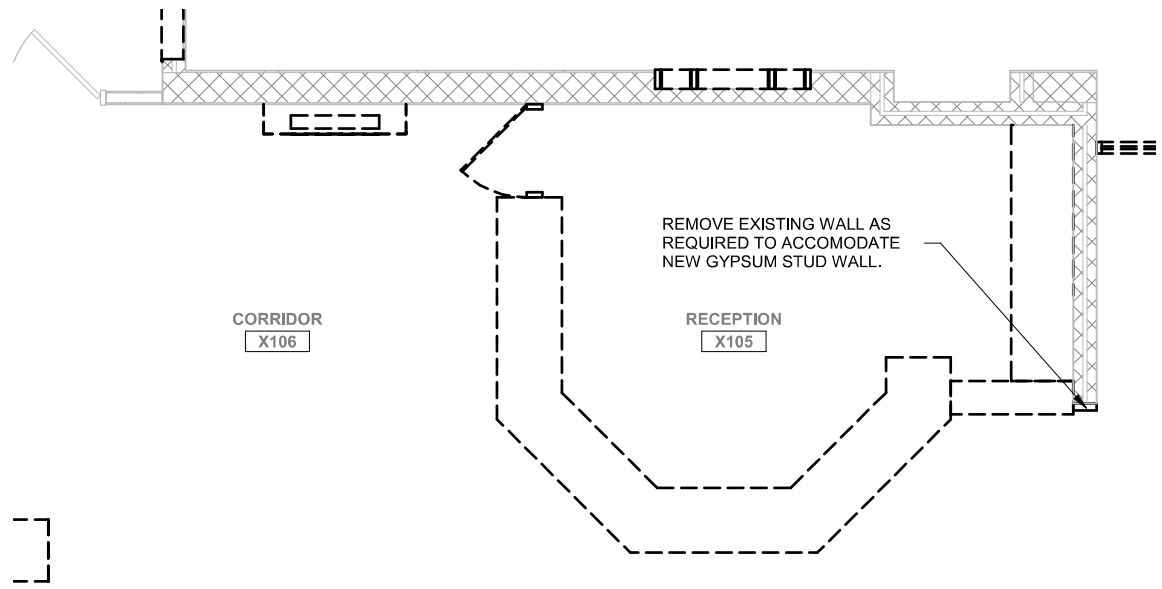 REMOVE EXISTING WALL AS
REQUIRED TO ACCOMODATE
NEW GYPSUM STUD WALL.
CORRIDOR
X106
RECEPTION
X105